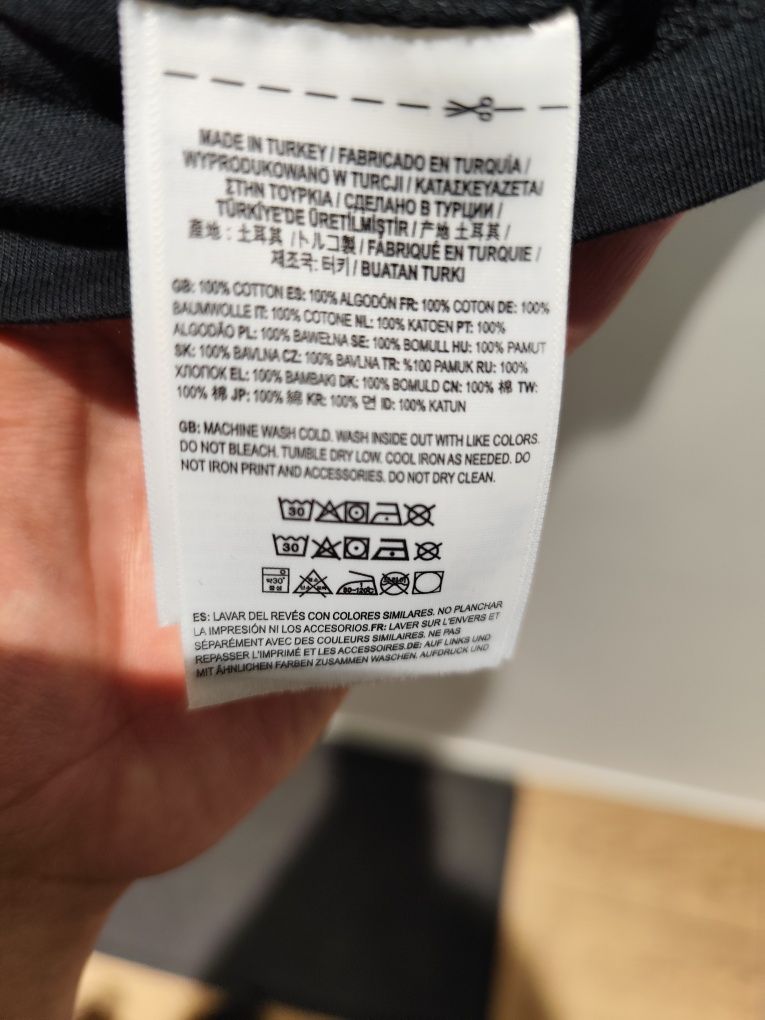 MADE IN TURKEY / FABRICADO EN TURQUÍA /
WYPRODUKOWANO W TURCJI / ΚΑΤΑΣΚΕΥΑΖΕΤΑΙ
ΣΤΗΝ ΤΟΥΡΚΙΑ / СДЕЛАНО В ТУРЦИИ /
TÜRKİYE'DE ÜRETİLMİŞTİR / 产地 土耳其 /
產地 : 土耳其 / トルコ製 / FABRIQUÉ EN TURQUIE /
제조국: 터키 / BUATAN TURKI
GB: 100% COTTON ES: 100% ALGODÓN FR: 100% COTON DE: 100%
BAUMWOLLE IT: 100% COTONE NL: 100% KATOEN PT: 100%
ALGODÃO PL: 100% BAWEŁNA SE: 100% BOMULL HU: 100% PAMUT
SK: 100% BAVLNA CZ: 100% BAVLNA TR: %100 PAMUK RU: 100%
ХЛОПОК EL: 100% ΒΑΜΒΑΚΙ DK: 100% BOMULD CN: 100% 棉 TW:
100% 棉 JP: 100% 綿 KR: 100% 면 ID: 100% KATUN
GB: MACHINE WASH COLD. WASH INSIDE OUT WITH LIKE COLORS.
DO NOT BLEACH. TUMBLE DRY LOW. COOL IRON AS NEEDED. DO
NOT IRON PRINT AND ACCESSORIES. DO NOT DRY CLEAN.
30
30
약30° 80~120℃
ES: LAVAR DEL REVÉS CON COLORES SIMILARES. NO PLANCHAR
LA IMPRESIÓN NI LOS ACCESORIOS.FR: LAVER SUR L'ENVERS ET
SÉPARÉMENT AVEC DES COULEURS SIMILAIRES. NE PAS
REPASSER L'IMPRIMÉ ET LES ACCESSOIRES.DE: AUF LINKS UND
MIT ÄHNLICHEN FARBEN ZUSAMMEN WASCHEN. AUFDRUCK UND